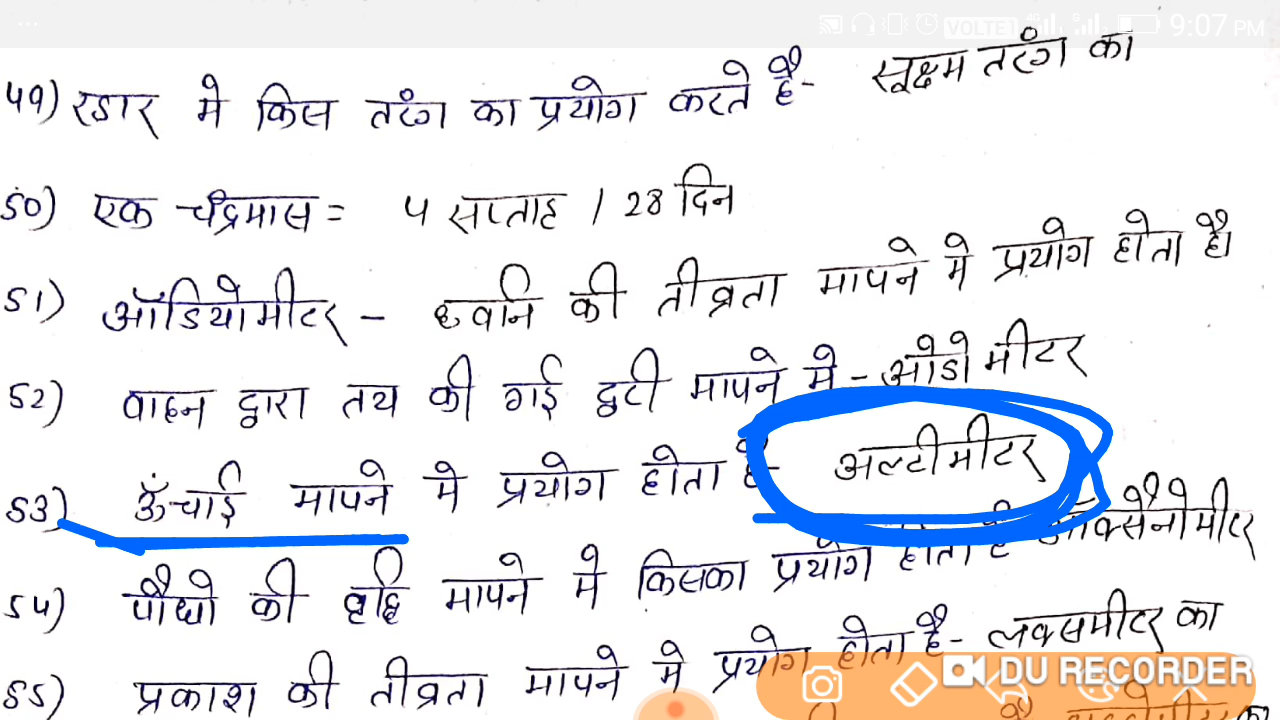 VOLTE 9:07 PM
49) रडार मे किस तरंग का प्रयोग करते है- सूक्ष्म तरंग का
50) एक चंद्रमास = 4 सप्ताह / 28 दिन
51) ऑडियोमीटर - ध्वनि की तीव्रता मापने मे प्रयोग होता है।
52) वाहन द्वारा तय की गई दूरी मापने मे - ओडोमीटर
53) ऊँचाई मापने मे प्रयोग होता है- अल्टीमीटर
54) पौधो की वृद्धि मापने मे किसका प्रयोग होता है ऑक्सैनोमीटर
55) प्रकाश की तीव्रता मापने मे प्रयोग होता है- लक्समीटर का
DU RECORDER